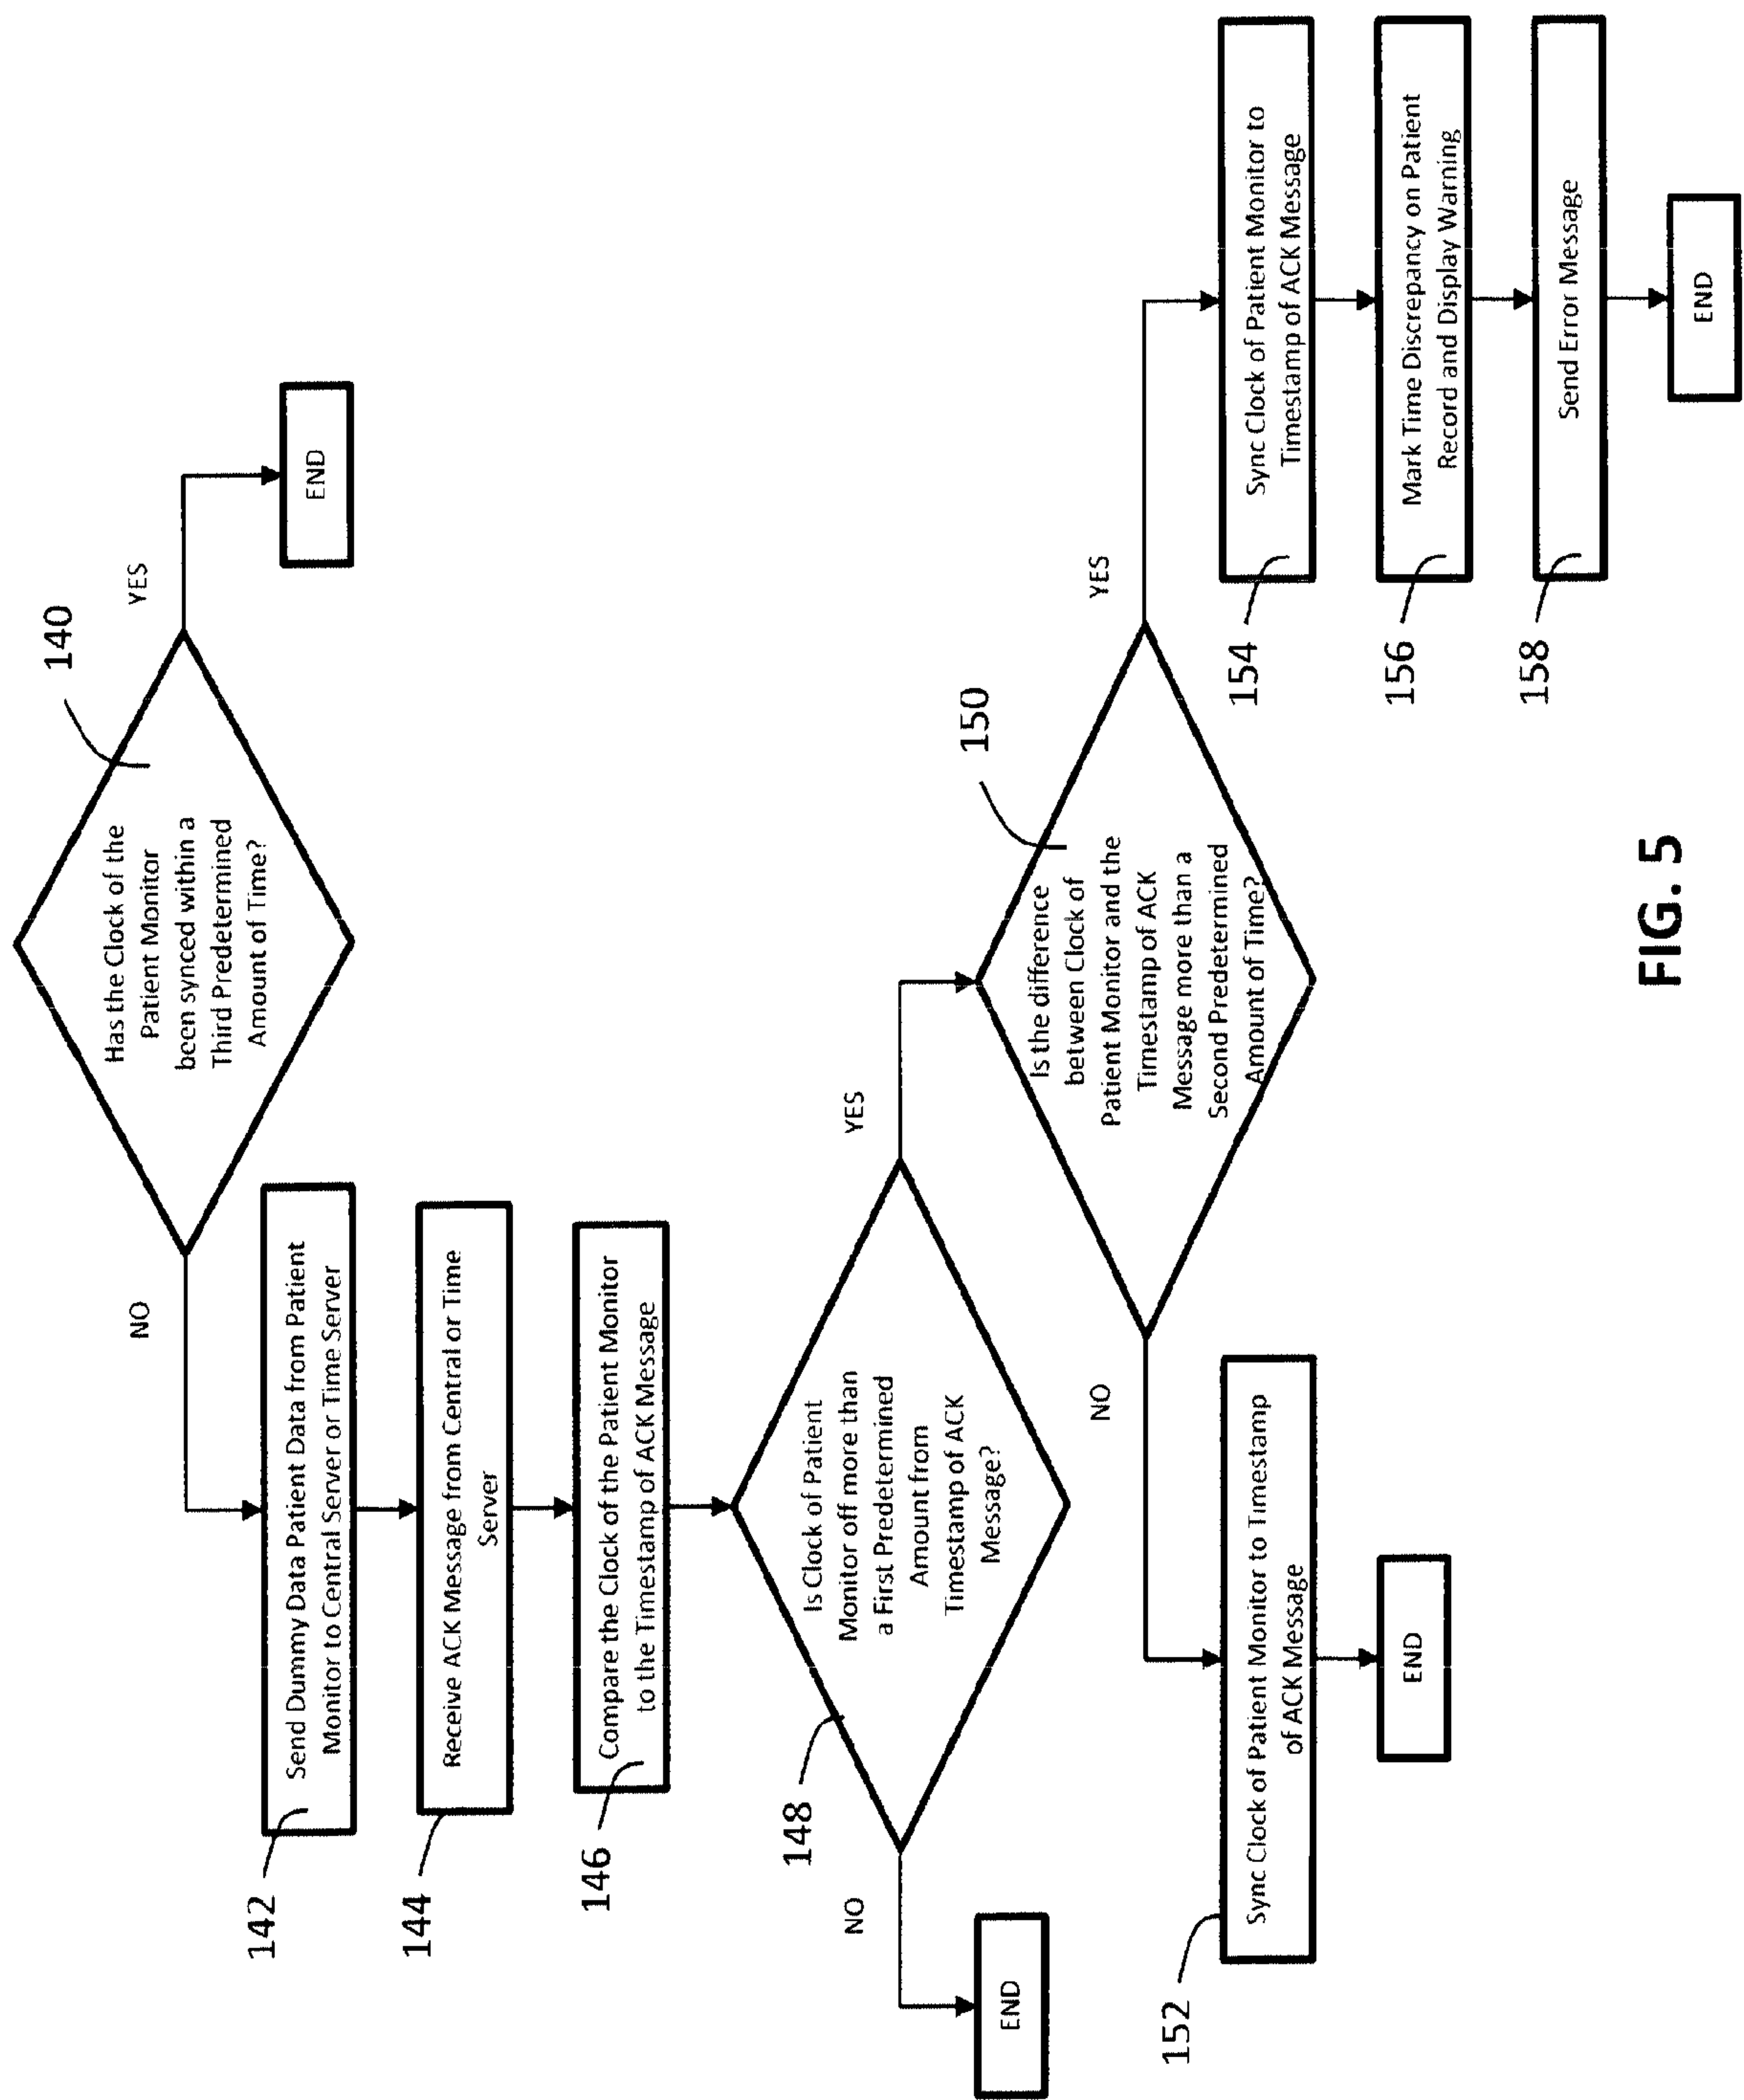 140
Has the Clock of the
Patient Monitor
been synced within a
Third Predetermined
Amount of Time?
NO
YES
END
142
Send Dummy Data Patient Data from Patient
Monitor to Central Server or Time Server
144
Receive ACK Message from Central or Time
Server
146
Compare the Clock of the Patient Monitor
to the Timestamp of ACK Message
148
Is Clock of Patient
Monitor off more than
a First Predetermined
Amount from
Timestamp of ACK
Message?
NO
YES
END
150
Is the difference
between Clock of
Patient Monitor and the
Timestamp of ACK
Message more than a
Second Predetermined
Amount of Time?
NO
YES
152
Sync Clock of Patient Monitor to Timestamp
of ACK Message
END
154
Sync Clock of Patient Monitor to
Timestamp of ACK Message
156
Mark Time Discrepancy on Patient
Record and Display Warning
158
Send Error Message
END
FIG. 5